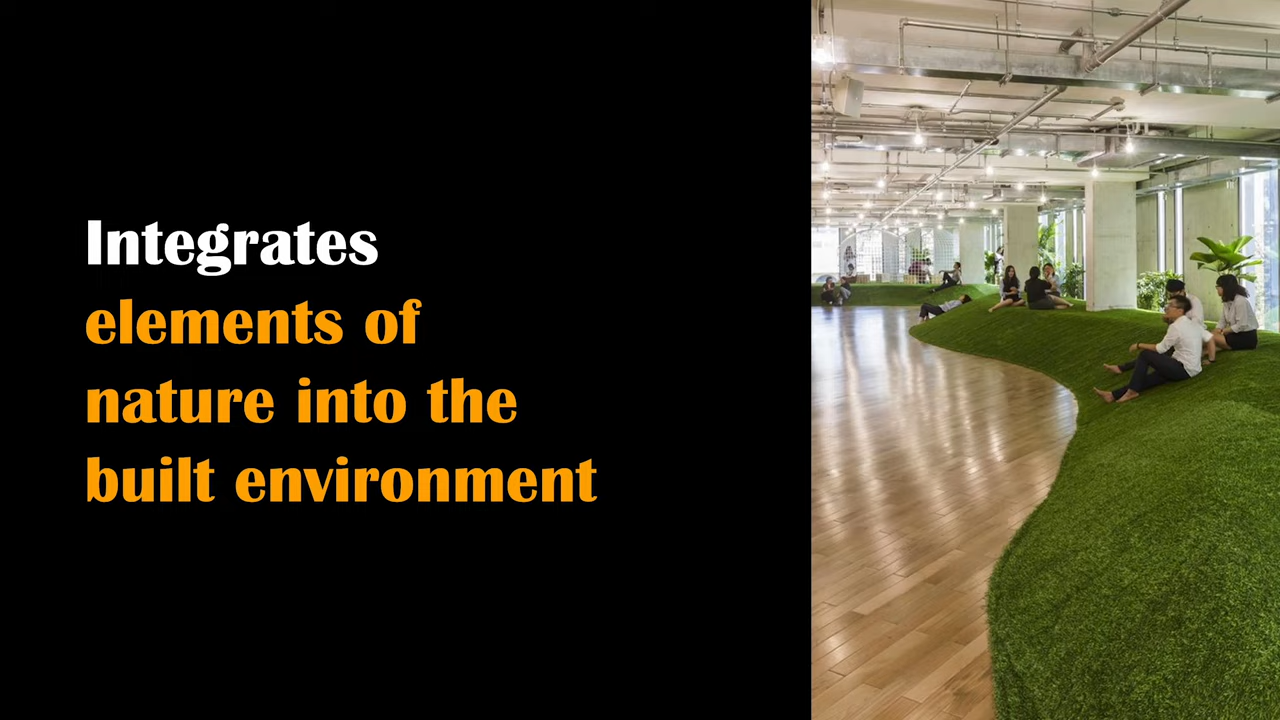 Integrates
elements of
nature into the
built environment